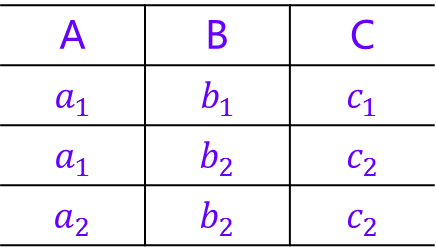 A B C
a₁ b₁ c₁
a₁ b₂ c₂
a₂ b₂ c₂